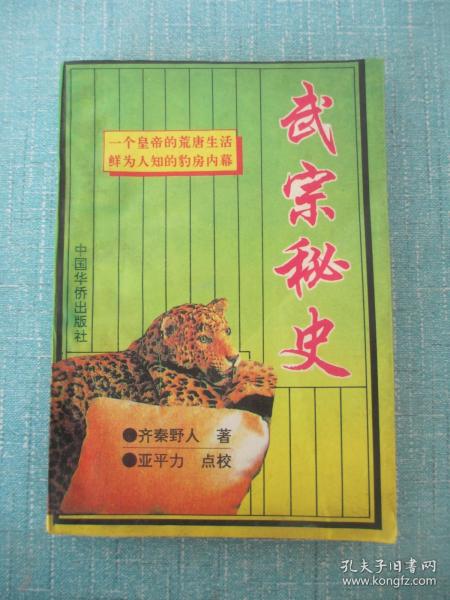 武宗秘史
一个皇帝的荒唐生活
鲜为人知的豹房内幕
中国华侨出版社
●齐秦野人 著
●亚平力 点校
孔夫子旧书网
www.kongfz.com